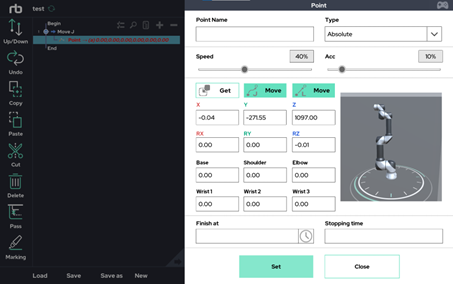 rb
test
Point
Begin
Move J
Point
End
Up/Down
Undo
Copy
Paste
Cut
Delete
Pass
Marking
Load Save Save as New
Point Name Type
Absolute
Speed 40% Acc 10%
Get Move Move
X Y Z
-0.04 -271.55 1097.00
RX RY RZ
0.00 0.00 -0.01
Base Shoulder Elbow
0.00 0.00 0.00
Wrist 1 Wrist 2 Wrist 3
0.00 0.00 0.00
Finish at Stopping time
Set Close